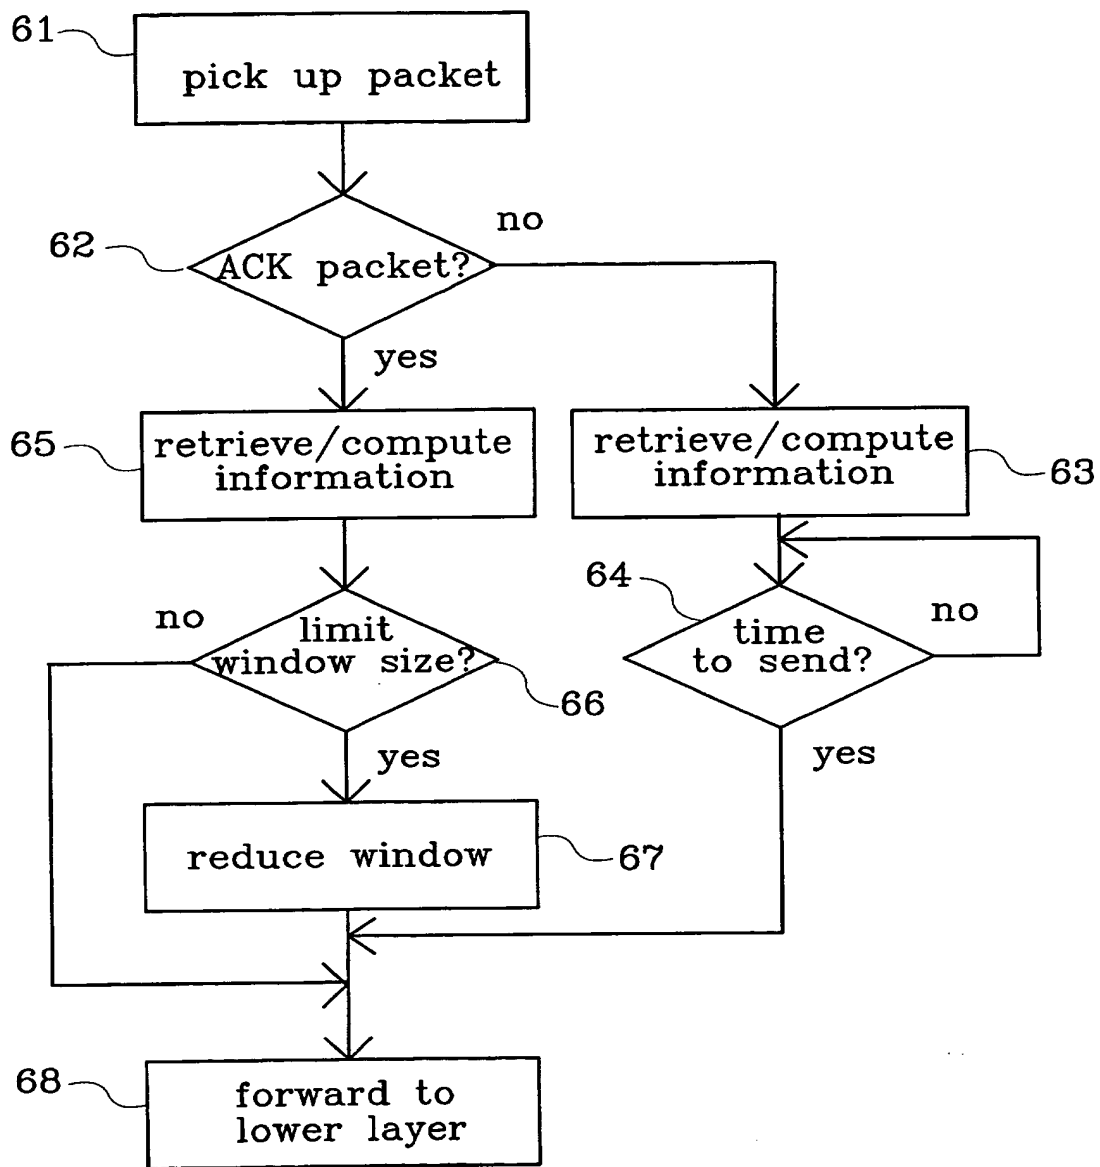 61
pick up packet
62
ACK packet?
no
yes
65
retrieve/compute
information
retrieve/compute
information
63
64
time
to send?
no
yes
no
limit
window size?
66
yes
reduce window
67
68
forward to
lower layer